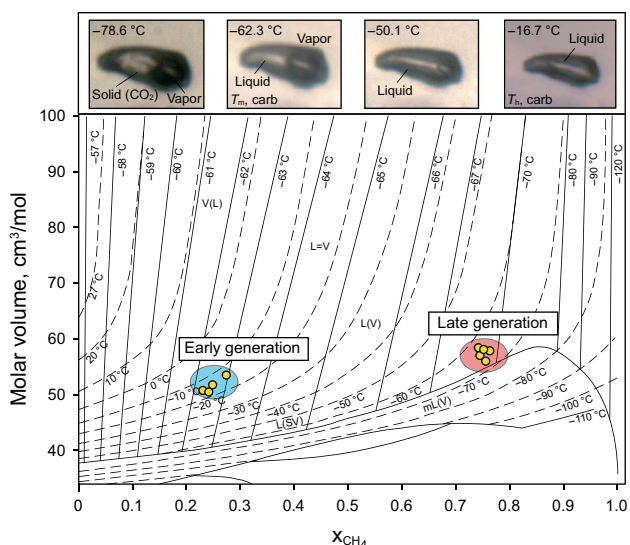 −78.6 °C
Solid (CO₂)
Vapor
−62.3 °C
Vapor
Liquid
Tₘ, carb
−50.1 °C
Liquid
−16.7 °C
Liquid
Tₕ, carb
Molar volume, cm³/mol
100
90
80
70
60
50
40
−57 °C
−58 °C
−59 °C
−60 °C
−61 °C
−62 °C
−63 °C
−64 °C
−65 °C
−66 °C
−67 °C
−70 °C
−80 °C
−90 °C
−120 °C
V(L)
L=V
L(V)
27 °C
20 °C
10 °C
0 °C
−10 °C
−20 °C
−30 °C
−40 °C
−50 °C
−60 °C
−70 °C
−80 °C
−90 °C
−100 °C
−110 °C
L(SV)
mL(V)
Early generation
Late generation
0 0.1 0.2 0.3 0.4 0.5 0.6 0.7 0.8 0.9 1.0
x_CH₄